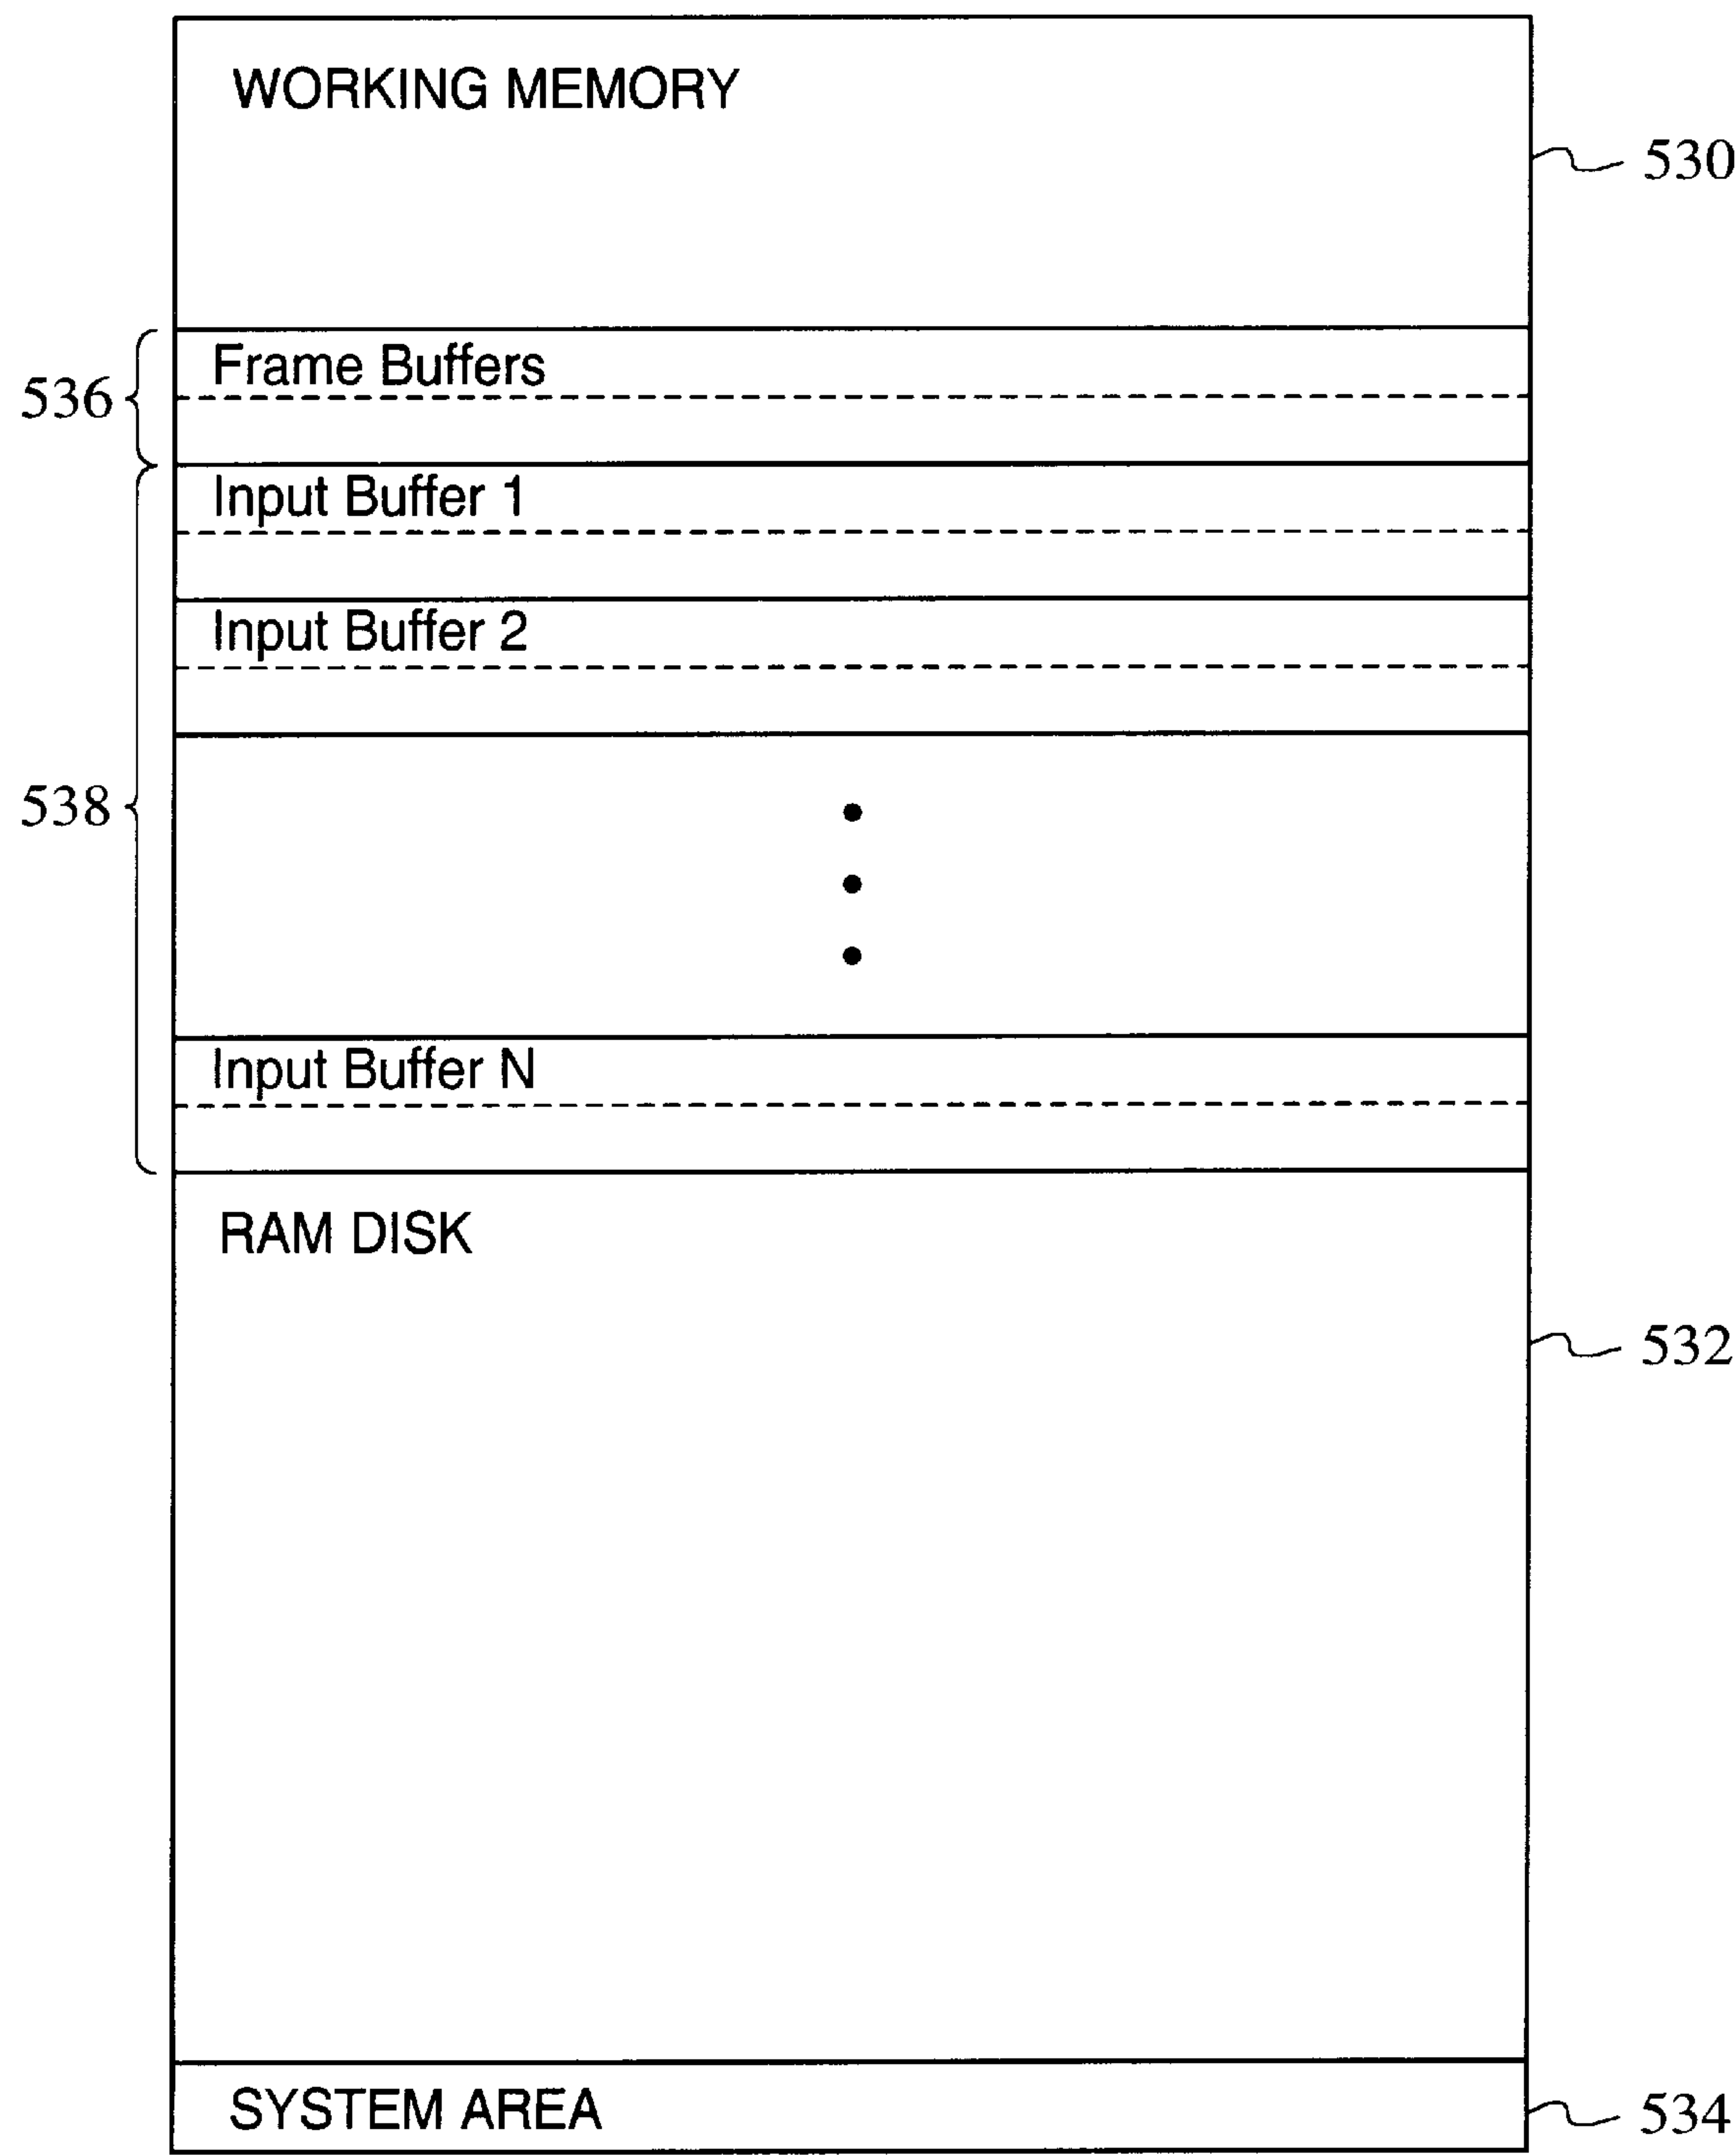 WORKING MEMORY
530
Frame Buffers
536
Input Buffer 1
Input Buffer 2
538
Input Buffer N
RAM DISK
532
SYSTEM AREA
534